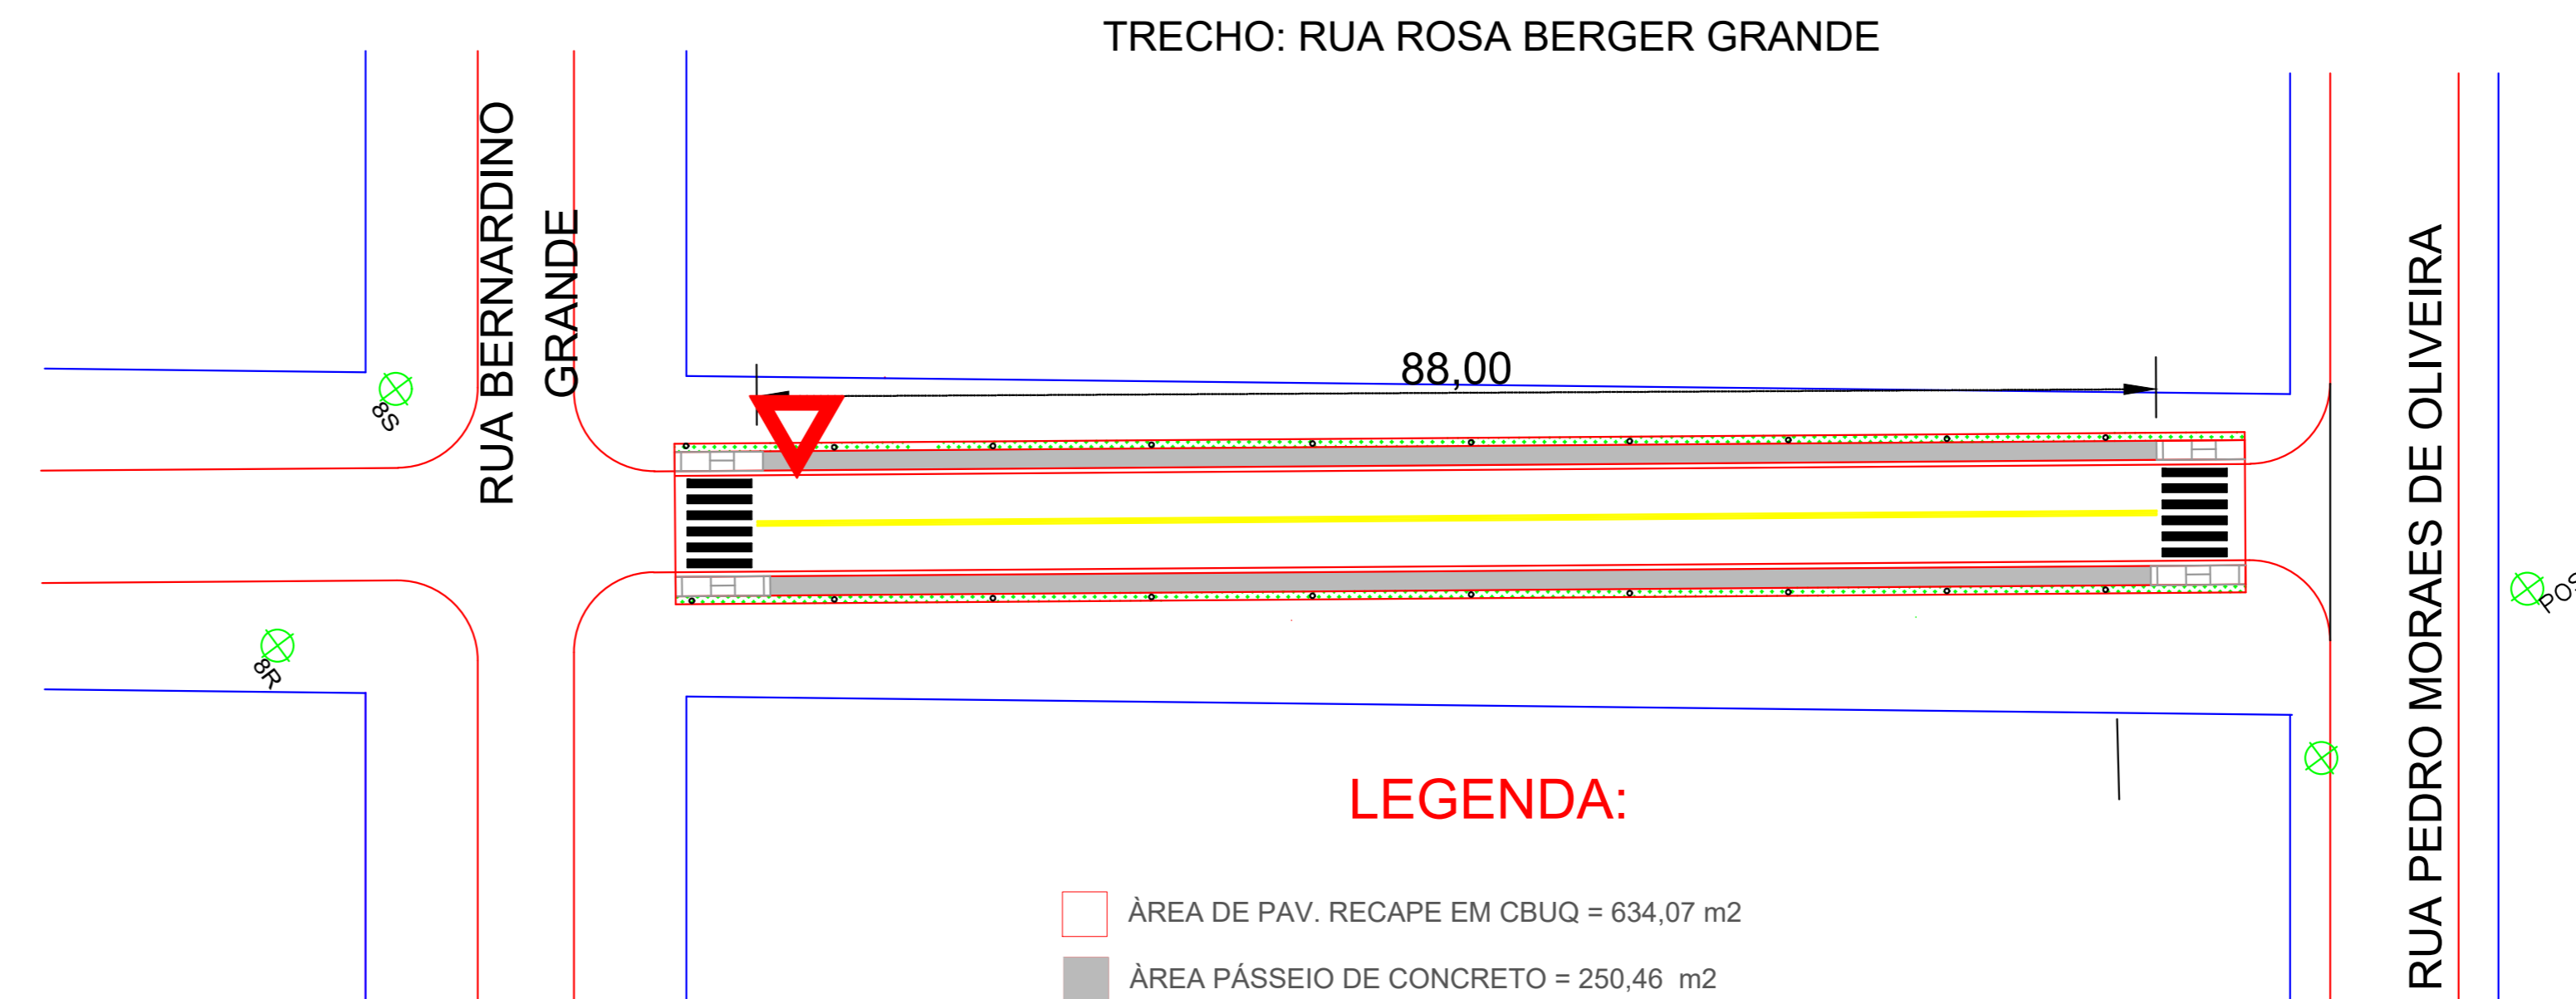 TRECHO: RUA ROSA BERGER GRANDE
RUA BERNARDINO
GRANDE
8S
88,00
RUA PEDRO MORAES DE OLIVEIRA
8R
POS
LEGENDA:
ÀREA DE PAV. RECAPE EM CBUQ = 634,07 m2
ÀREA PÁSSEIO DE CONCRETO = 250,46 m2